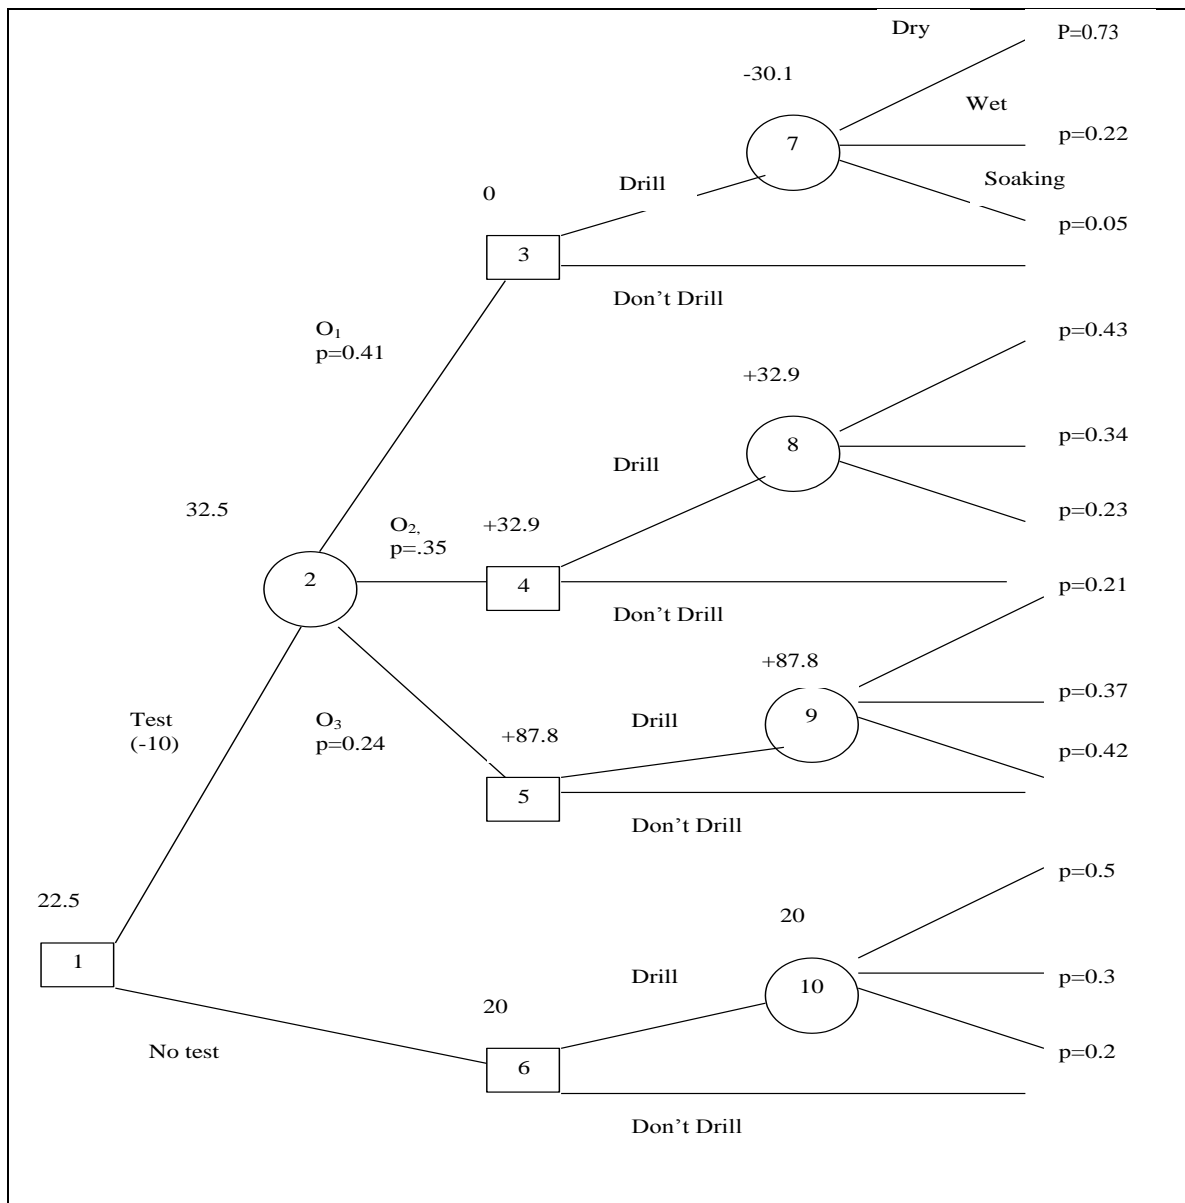 Dry
P=0.73
-30.1
Wet
p=0.22
7
Drill
Soaking
0
p=0.05
3
Don’t Drill
O₁
p=0.41
p=0.43
+32.9
p=0.34
8
Drill
32.5
p=0.23
O₂,
p=.35
+32.9
2
4
p=0.21
Don’t Drill
+87.8
p=0.37
Test
(-10)
O₃
p=0.24
Drill
9
+87.8
p=0.42
5
Don’t Drill
p=0.5
22.5
20
1
Drill
10
p=0.3
20
No test
6
p=0.2
Don’t Drill